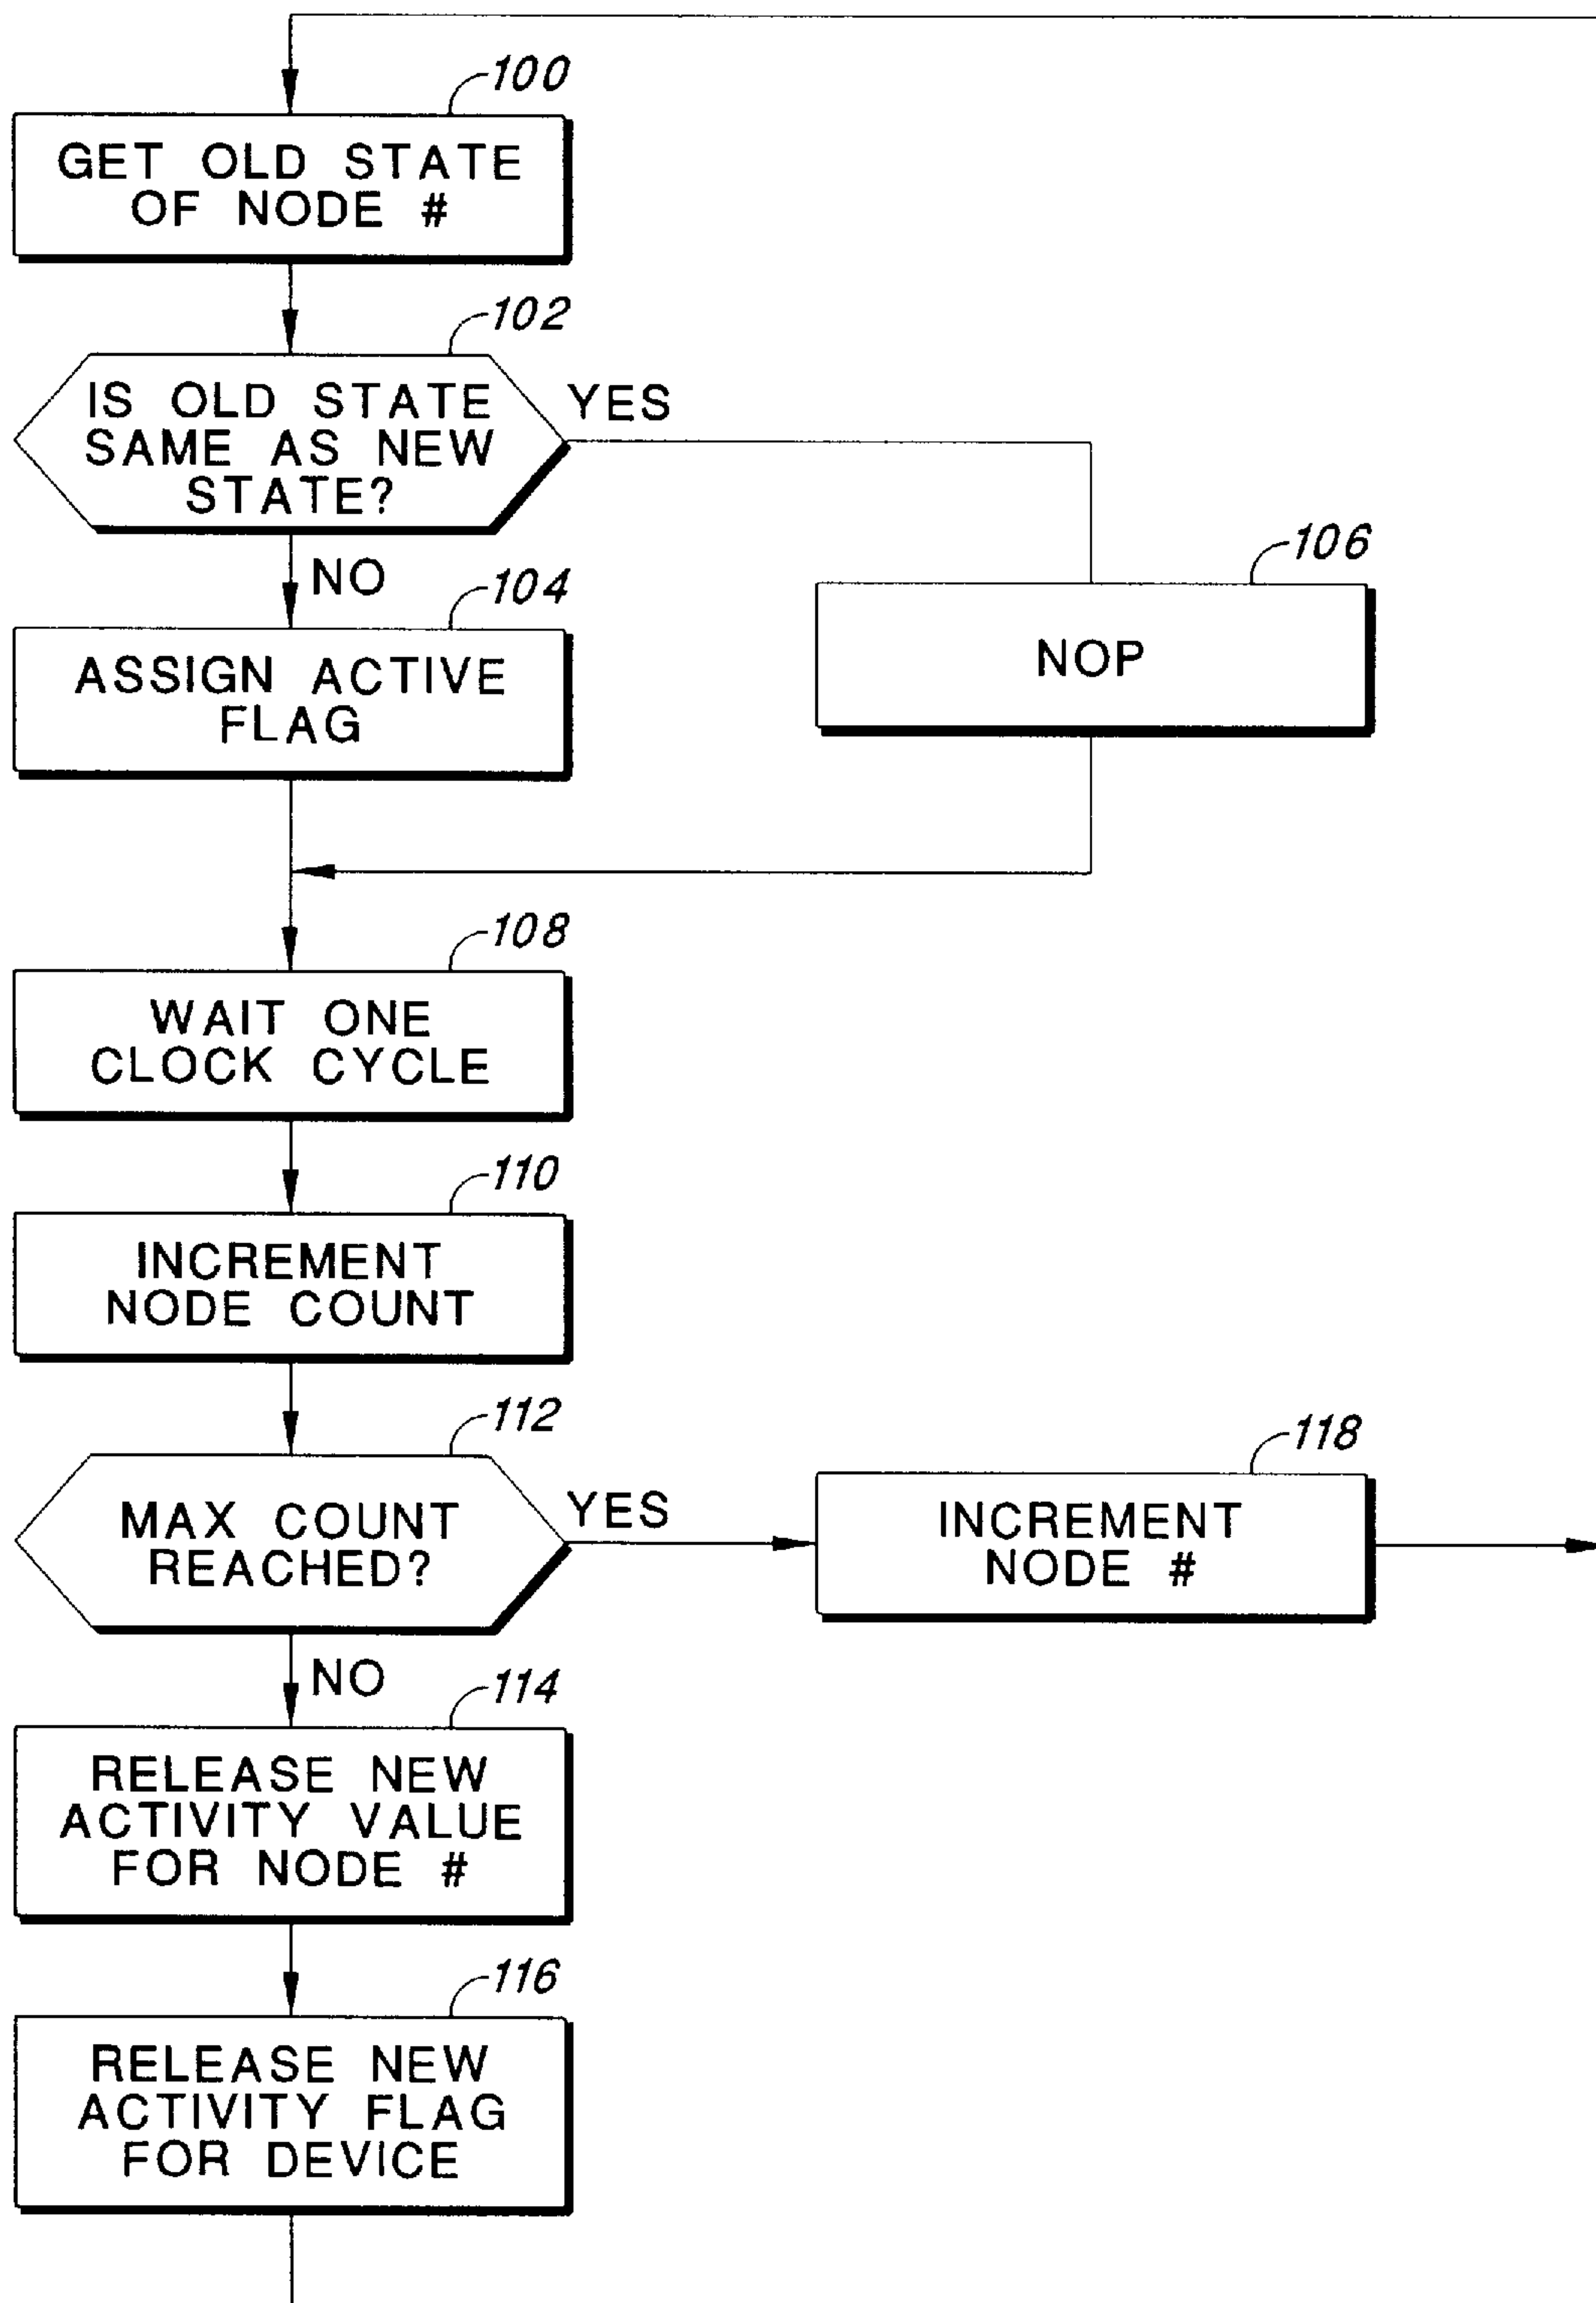 100
GET OLD STATE
OF NODE #
102
IS OLD STATE
SAME AS NEW
STATE?
YES
NO
104
ASSIGN ACTIVE
FLAG
106
NOP
108
WAIT ONE
CLOCK CYCLE
110
INCREMENT
NODE COUNT
112
MAX COUNT
REACHED?
YES
118
INCREMENT
NODE #
NO
114
RELEASE NEW
ACTIVITY VALUE
FOR NODE #
116
RELEASE NEW
ACTIVITY FLAG
FOR DEVICE